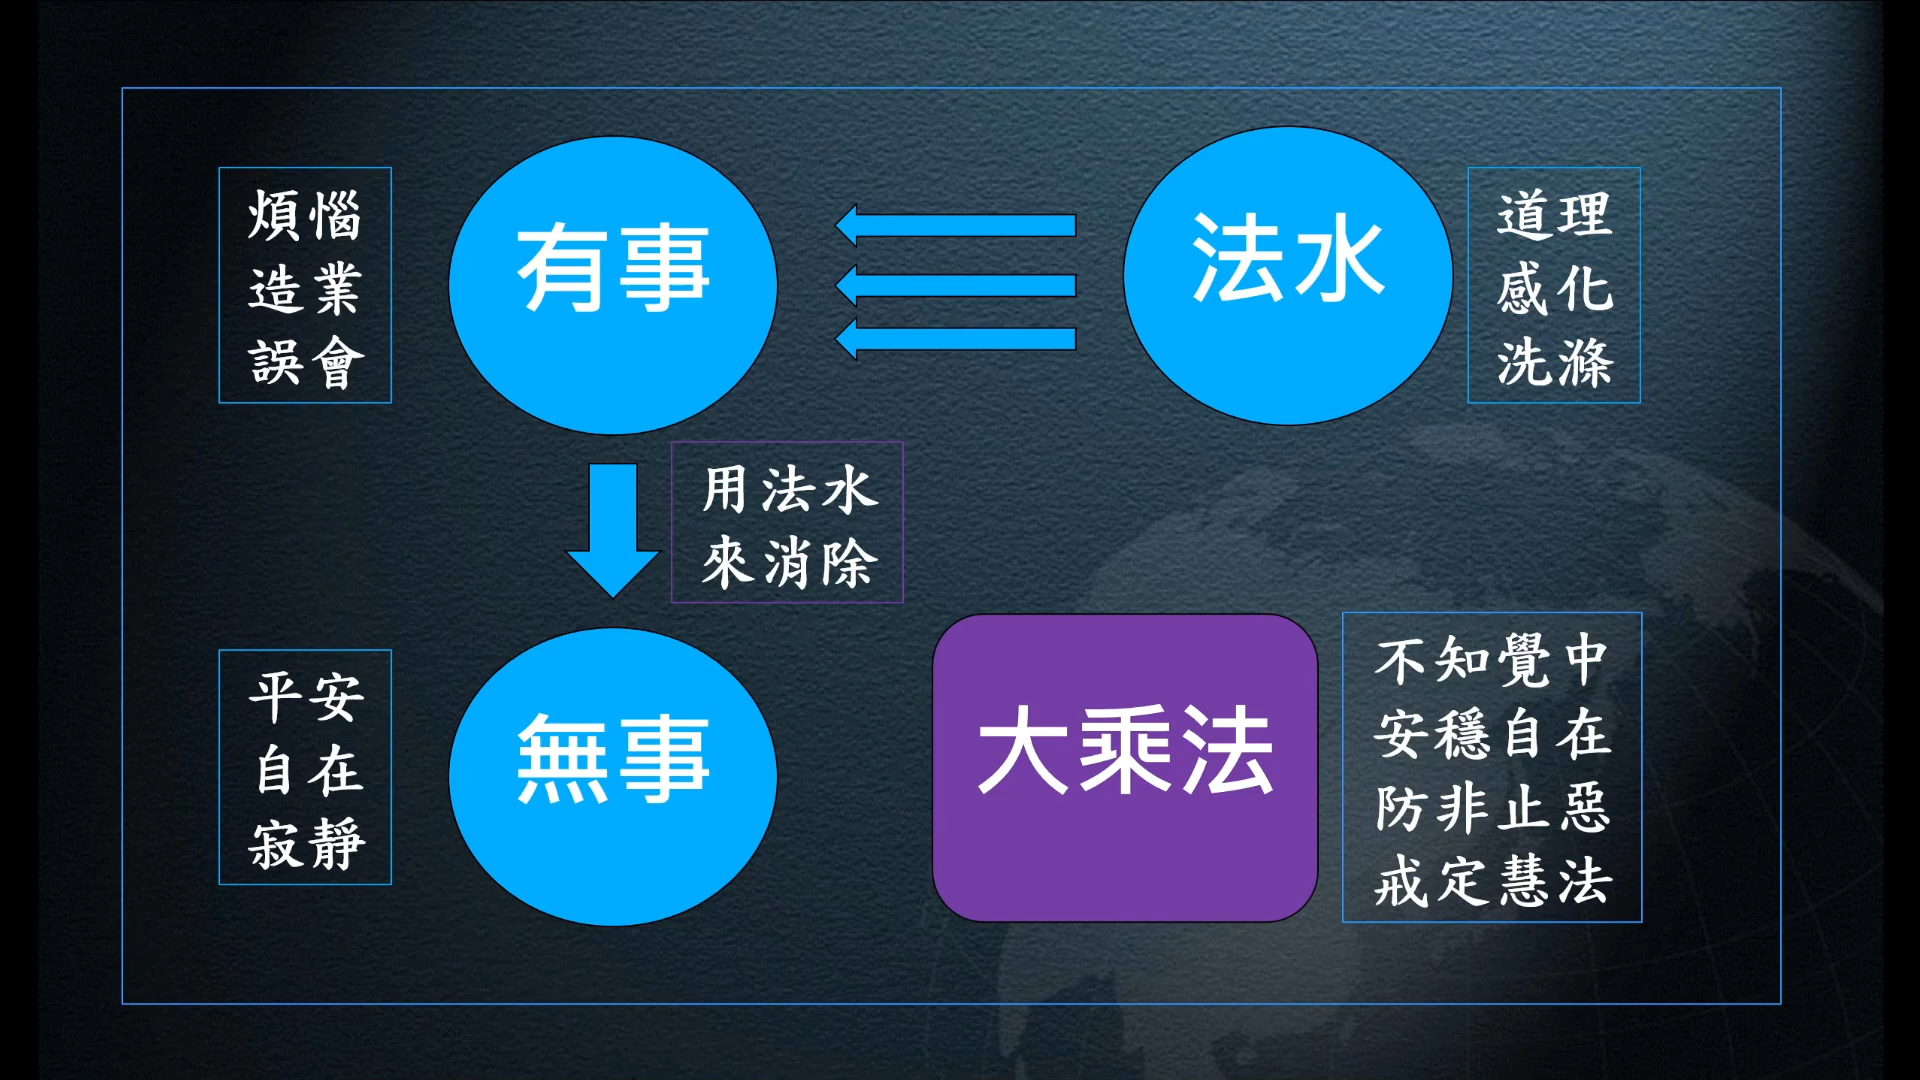 煩惱
造業
誤會
有事
法水
道理
感化
洗滌
用法水
來消除
平安
自在
寂靜
無事
大乘法
不知覺中
安穩自在
防非止惡
戒定慧法